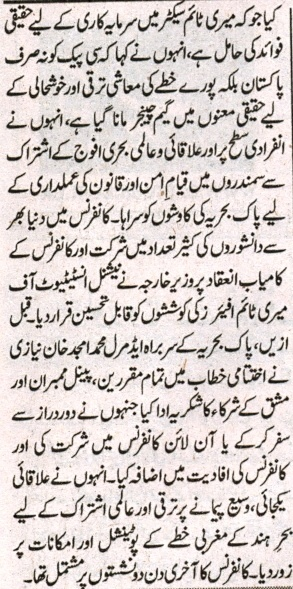 کیا جو کہ میری ٹائم سیکٹر میں سرمایہ کاری کے لیے حقیقی
فوائد کی حامل ہے، انہوں نے کہا کہ سی پیک کو نہ صرف
پاکستان بلکہ پورے خطے کی معاشی ترقی اور خوشحالی کے
لیے حقیقی معنوں میں گیم چینجر مانا گیا ہے، انہوں نے
انفرادی سطح پر اور علاقائی و عالمی بحری افواج کے اشتراک
سے سمندروں میں قیام امن اور قانون کی عملداری کے
لیے پاک بحریہ کی کاوشوں کو سراہا۔ کانفرنس میں دنیا بھر
سے دانشوروں کی کثیر تعداد میں شرکت اور کانفرنس کے
کامیاب انعقاد پر وزیر خارجہ نے نیشنل انسٹیٹیوٹ آف
میری ٹائم افیئرز کی کوششوں کو قابل تحسین قرار دیا۔ قبل
ازیں، پاک بحریہ کے سربراہ ایڈمرل محمد امجد خان نیازی
نے اختتامی خطاب میں تمام مقررین، پینل ممبران اور
مشق کے شرکاء کا شکریہ ادا کیا جنہوں نے دور دراز سے
سفر کر کے یا آن لائن کانفرنس میں شرکت کی اور
کانفرنس کی افادیت میں اضافہ کیا۔ انہوں نے علاقائی
یکجائی، وسیع پیمانے پر ترقی اور عالمی اشتراک کے لیے
بحر ہند کے مغربی خطے کے پوٹینشل اور امکانات پر
زور دیا۔ کانفرنس کا آخری دن دو نشستوں پر مشتمل تھا۔